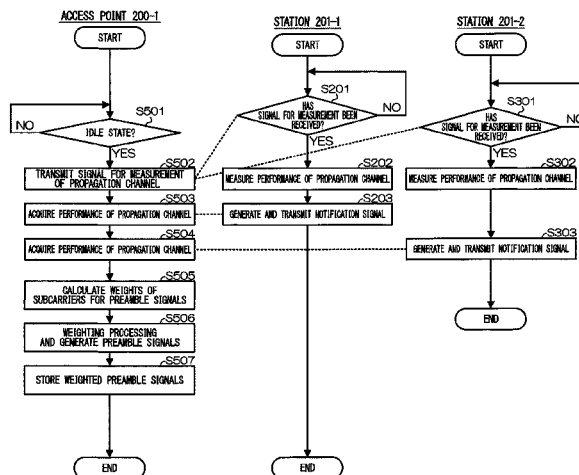 ACCESS POINT 200-1
START
S501
IDLE STATE?
NO
YES
S502
TRANSMIT SIGNAL FOR MEASUREMENT
OF PROPAGATION CHANNEL
S503
ACQUIRE PERFORMANCE OF PROPAGATION CHANNEL
S504
ACQUIRE PERFORMANCE OF PROPAGATION CHANNEL
S505
CALCULATE WEIGHTS OF
SUBCARRIERS FOR PREAMBLE SIGNALS
S506
WEIGHTING PROCESSING
AND GENERATE PREAMBLE SIGNALS
S507
STORE WEIGHTED PREAMBLE SIGNALS
END
STATION 201-1
START
S201
HAS
SIGNAL FOR MEASUREMENT BEEN
RECEIVED?
NO
YES
S202
MEASURE PERFORMANCE OF PROPAGATION CHANNEL
S203
GENERATE AND TRANSMIT NOTIFICATION SIGNAL
END
STATION 201-2
START
S301
HAS
SIGNAL FOR MEASUREMENT BEEN
RECEIVED?
NO
YES
S302
MEASURE PERFORMANCE OF PROPAGATION CHANNEL
S303
GENERATE AND TRANSMIT NOTIFICATION SIGNAL
END